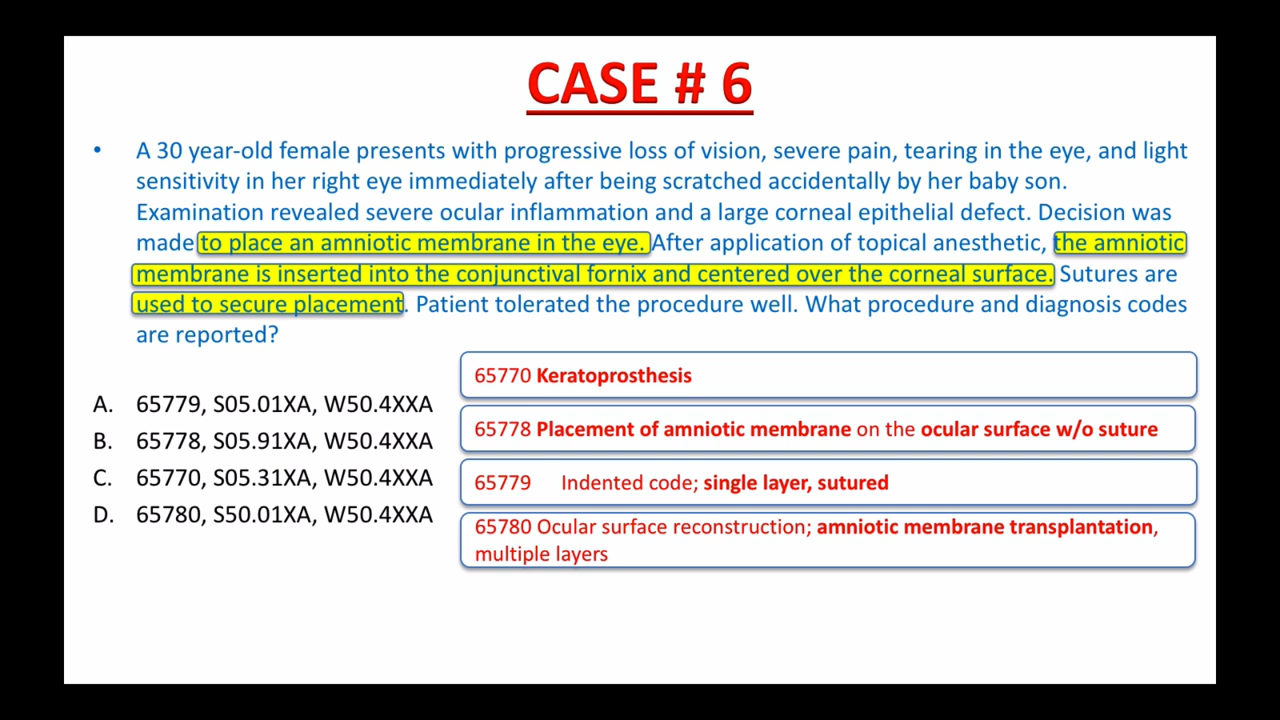 CASE # 6
• A 30 year-old female presents with progressive loss of vision, severe pain, tearing in the eye, and light
sensitivity in her right eye immediately after being scratched accidentally by her baby son.
Examination revealed severe ocular inflammation and a large corneal epithelial defect. Decision was
made to place an amniotic membrane in the eye. After application of topical anesthetic, the amniotic
membrane is inserted into the conjunctival fornix and centered over the corneal surface. Sutures are
used to secure placement. Patient tolerated the procedure well. What procedure and diagnosis codes
are reported?
A. 65779, S05.01XA, W50.4XXA
B. 65778, S05.91XA, W50.4XXA
C. 65770, S05.31XA, W50.4XXA
D. 65780, S50.01XA, W50.4XXA
65770 Keratoprosthesis
65778 Placement of amniotic membrane on the ocular surface w/o suture
65779 Indented code; single layer, sutured
65780 Ocular surface reconstruction; amniotic membrane transplantation,
multiple layers